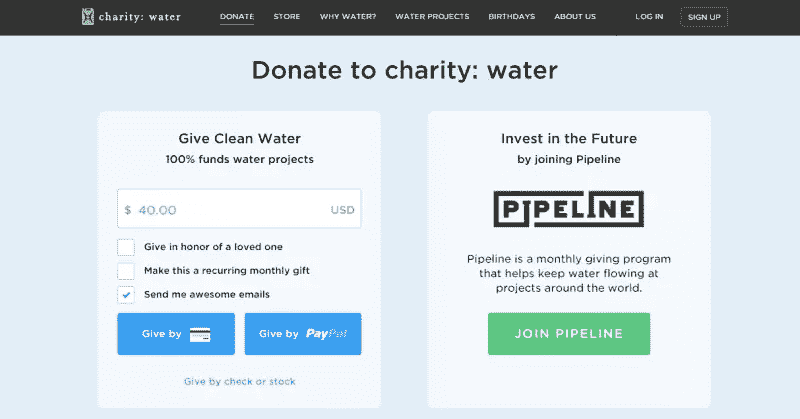 charity: water
DONATE
STORE
WHY WATER?
WATER PROJECTS
BIRTHDAYS
ABOUT US
LOG IN
SIGN UP
Donate to charity: water
Give Clean Water
100% funds water projects
$ 40.00 USD
Give in honor of a loved one
Make this a recurring monthly gift
Send me awesome emails
Give by
Give by PayPal
Give by check or stock
Invest in the Future
by joining Pipeline
PIPELINE
Pipeline is a monthly giving program
that helps keep water flowing at
projects around the world.
JOIN PIPELINE